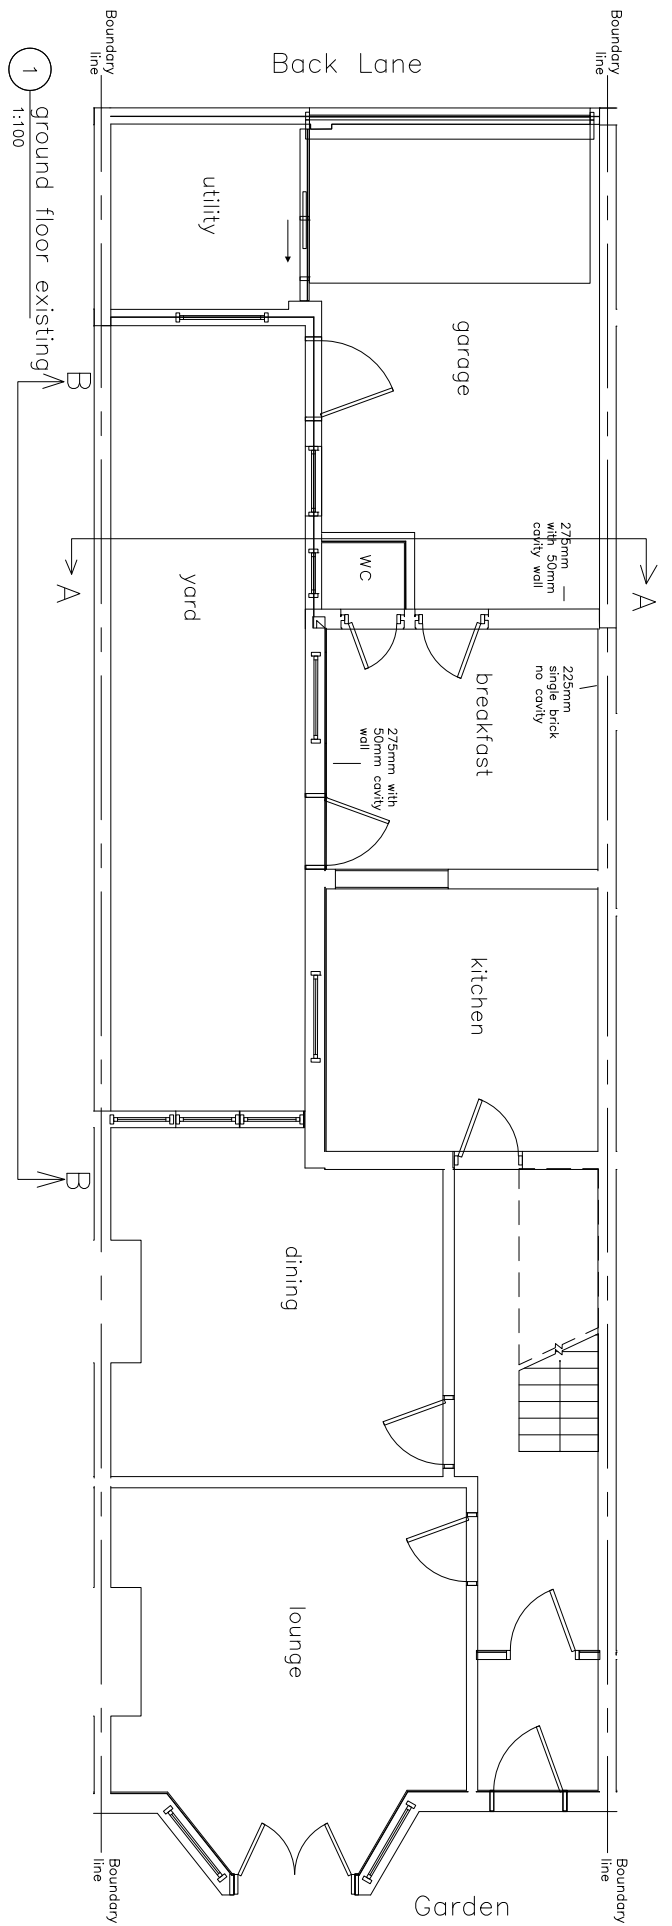 Boundary
line
Back Lane
Boundary
line
1
ground floor existing
1:100
utility
garage
B
275mm
with 50mm
cavity wall
A
WC
A
yard
225mm
single brick
no cavity
breakfast
275mm with
50mm cavity
wall
kitchen
B
dining
lounge
Boundary
line
Garden
Boundary
line